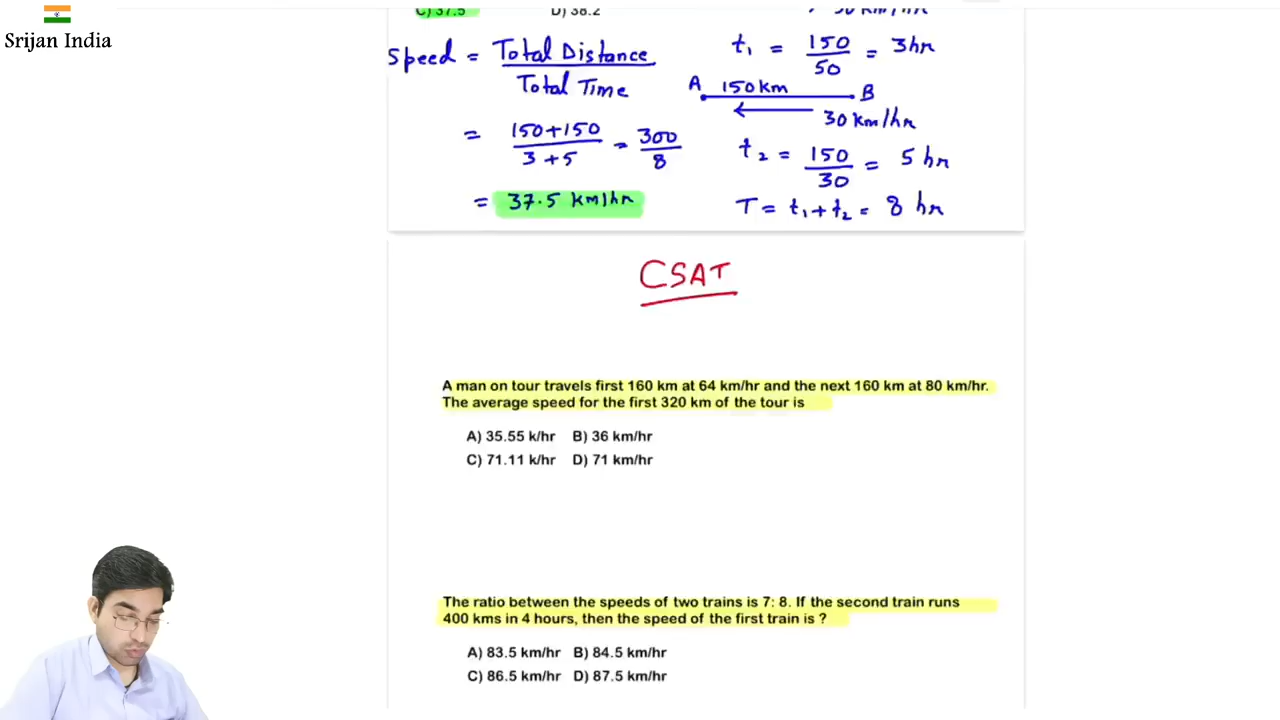 Srijan India
C) 37.5 D) 38.2
Speed = Total Distance / Total Time
= 150+150 / 3+5 = 300 / 8
= 37.5 km/hr
t₁ = 150 / 50 = 3hr
A 150km B
30 km/hr
t₂ = 150 / 30 = 5 hr
T = t₁+t₂ = 8 hr
CSAT
A man on tour travels first 160 km at 64 km/hr and the next 160 km at 80 km/hr.
The average speed for the first 320 km of the tour is
A) 35.55 k/hr B) 36 km/hr
C) 71.11 k/hr D) 71 km/hr
The ratio between the speeds of two trains is 7: 8. If the second train runs
400 kms in 4 hours, then the speed of the first train is ?
A) 83.5 km/hr B) 84.5 km/hr
C) 86.5 km/hr D) 87.5 km/hr